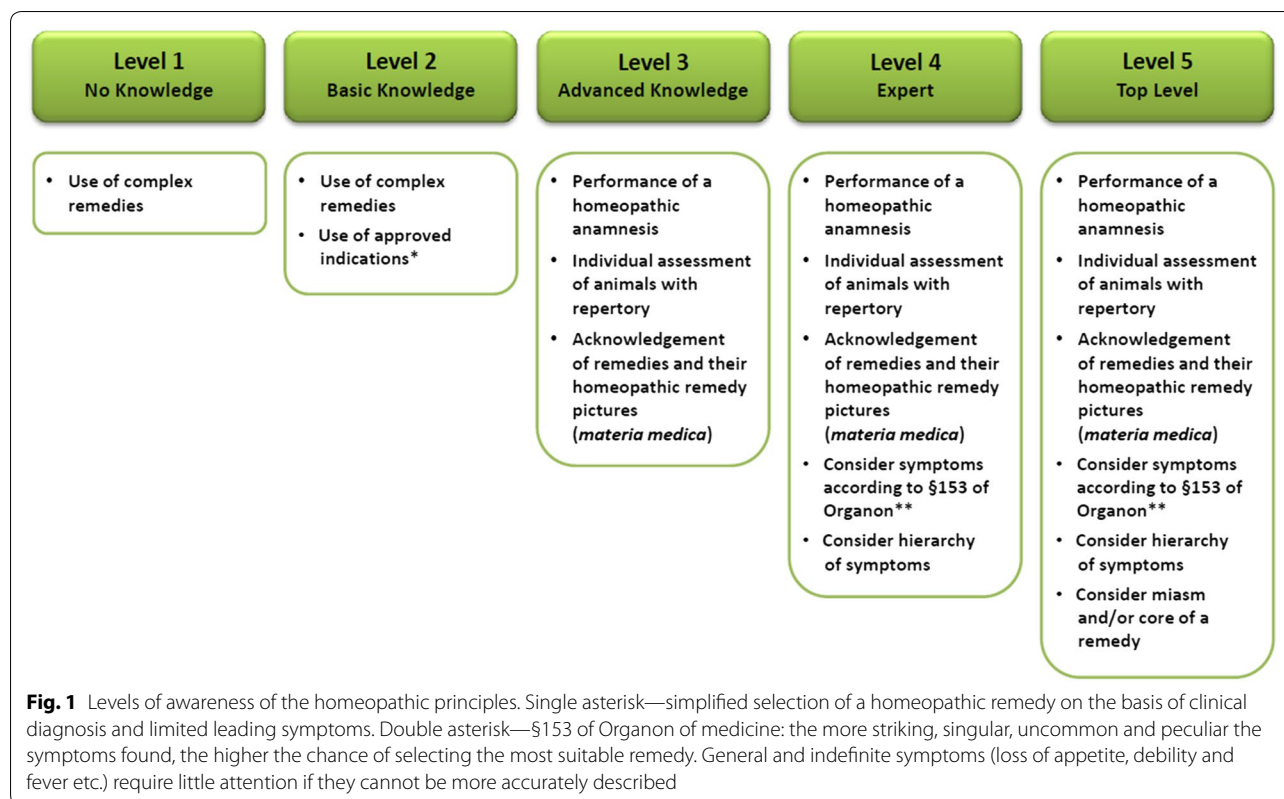 Level 1
No Knowledge
Level 2
Basic Knowledge
Level 3
Advanced Knowledge
Level 4
Expert
Level 5
Top Level
• Use of complex
remedies
• Use of complex
remedies
• Use of approved
indications*
• Performance of a
homeopathic
anamnesis
• Individual assessment
of animals with
repertory
• Acknowledgement
of remedies and their
homeopathic remedy
pictures
(materia medica)
• Performance of a
homeopathic
anamnesis
• Individual assessment
of animals with
repertory
• Acknowledgement
of remedies and their
homeopathic remedy
pictures
(materia medica)
• Consider symptoms
according to §153 of
Organon**
• Consider hierarchy
of symptoms
• Performance of a
homeopathic
anamnesis
• Individual assessment
of animals with
repertory
• Acknowledgement
of remedies and their
homeopathic remedy
pictures
(materia medica)
• Consider symptoms
according to §153 of
Organon**
• Consider hierarchy
of symptoms
• Consider miasm
and/or core of a
remedy
Fig. 1 Levels of awareness of the homeopathic principles. Single asterisk—simplified selection of a homeopathic remedy on the basis of clinical
diagnosis and limited leading symptoms. Double asterisk—§153 of Organon of medicine: the more striking, singular, uncommon and peculiar the
symptoms found, the higher the chance of selecting the most suitable remedy. General and indefinite symptoms (loss of appetite, debility and
fever etc.) require little attention if they cannot be more accurately described